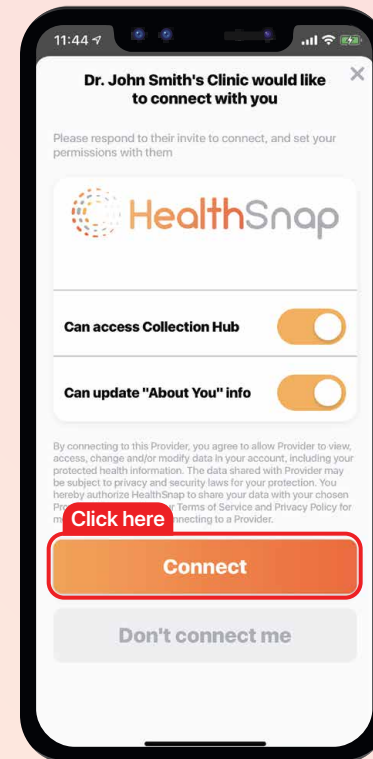 11:44
Dr. John Smith's Clinic would like
to connect with you
Please respond to their invite to connect, and set your
permissions with them
HealthSnap
Can access Collection Hub
Can update "About You" info
By connecting to this Provider, you agree to allow Provider to view,
access, change and/or modify data in your account, including your
protected health information. The data shared with Provider may
be subject to privacy and security laws for your protection. You
hereby authorize HealthSnap to share your data with your chosen
Terms of Service and Privacy Policy for
to a Provider.
Click here
Connect
Don't connect me